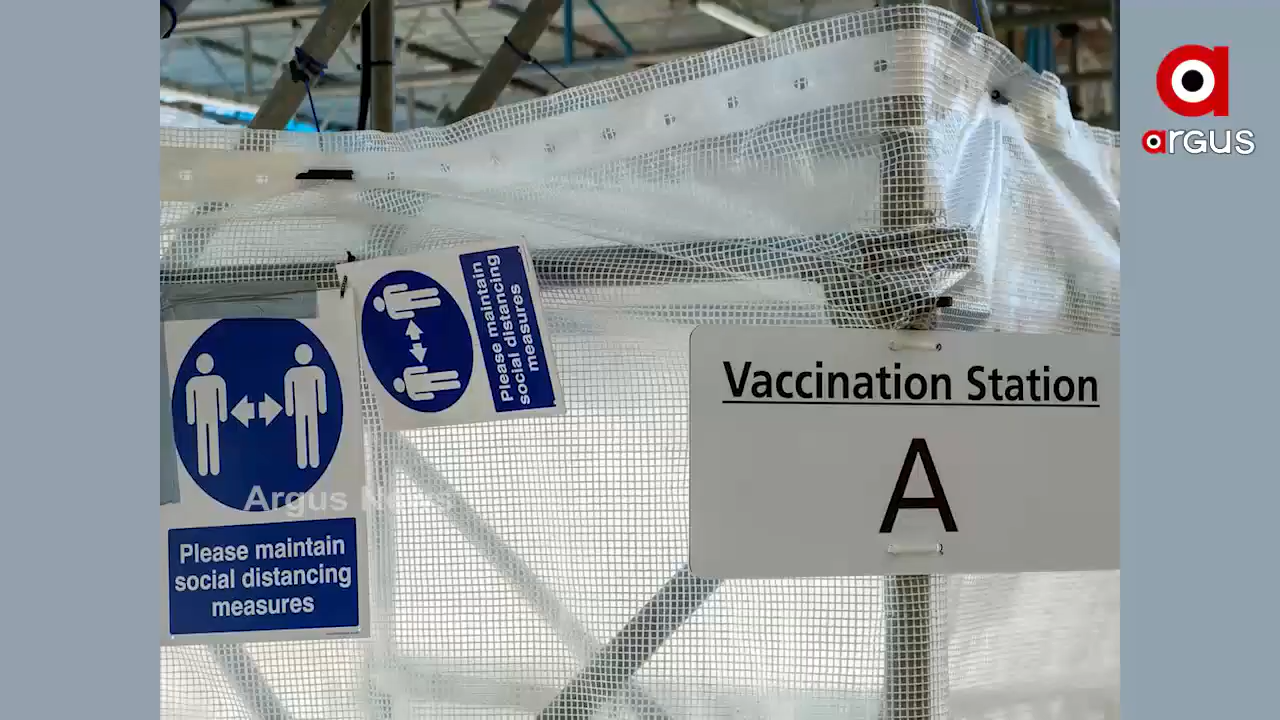 argus
Please maintain
social distancing
measures
Vaccination Station
A
Argus News
Please maintain
social distancing
measures